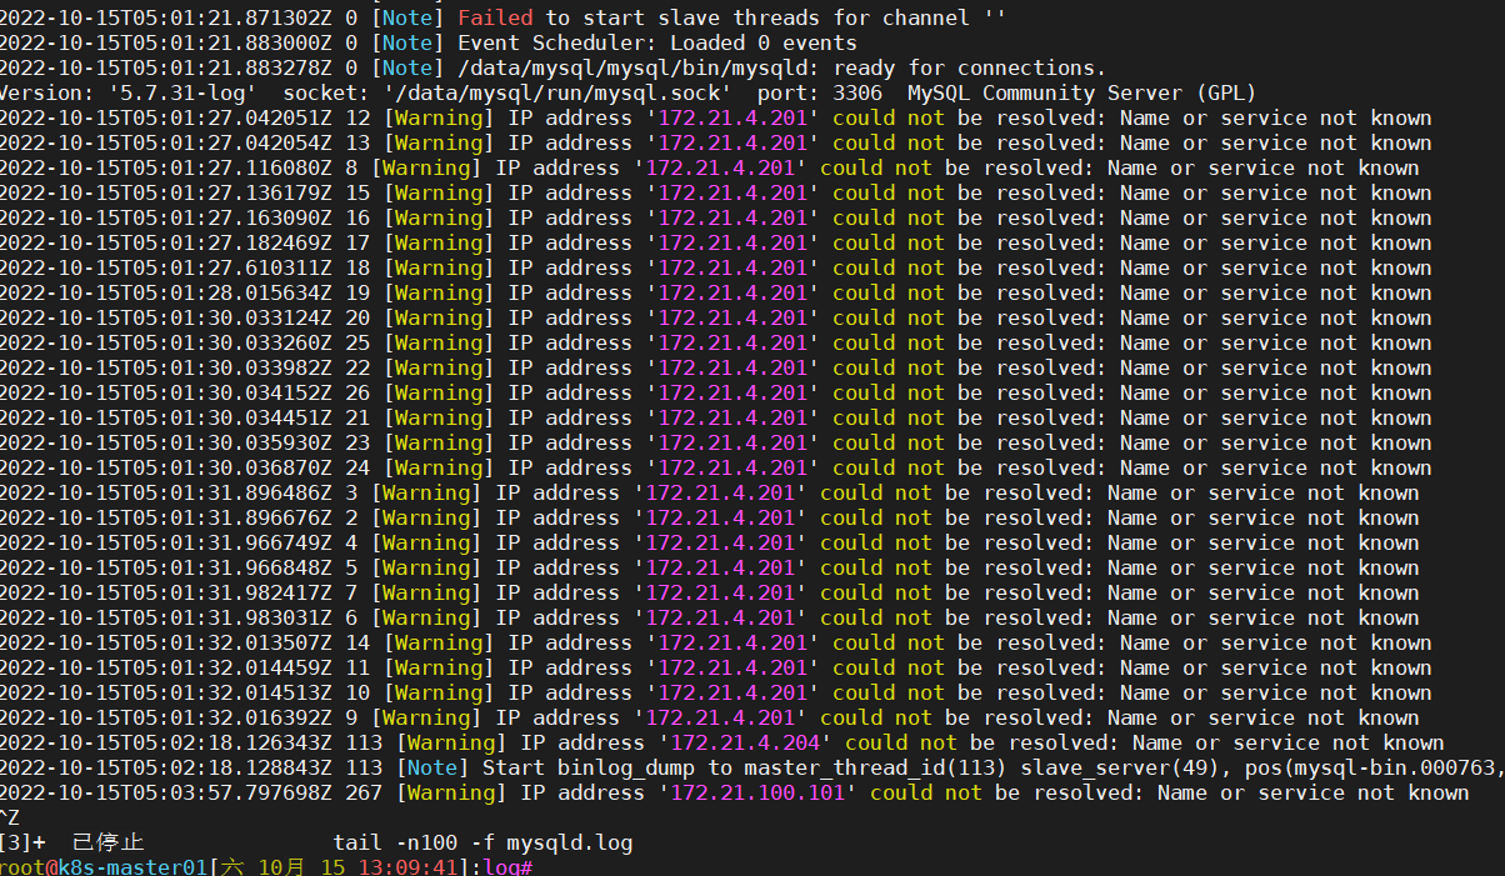 2022-10-15T05:01:21.871302Z 0 [Note] Failed to start slave threads for channel ''
2022-10-15T05:01:21.883000Z 0 [Note] Event Scheduler: Loaded 0 events
2022-10-15T05:01:21.883278Z 0 [Note] /data/mysql/mysql/bin/mysqld: ready for connections.
Version: '5.7.31-log'  socket: '/data/mysql/run/mysql.sock'  port: 3306  MySQL Community Server (GPL)
2022-10-15T05:01:27.042051Z 12 [Warning] IP address '172.21.4.201' could not be resolved: Name or service not known
2022-10-15T05:01:27.042054Z 13 [Warning] IP address '172.21.4.201' could not be resolved: Name or service not known
2022-10-15T05:01:27.116080Z 8 [Warning] IP address '172.21.4.201' could not be resolved: Name or service not known
2022-10-15T05:01:27.136179Z 15 [Warning] IP address '172.21.4.201' could not be resolved: Name or service not known
2022-10-15T05:01:27.163090Z 16 [Warning] IP address '172.21.4.201' could not be resolved: Name or service not known
2022-10-15T05:01:27.182469Z 17 [Warning] IP address '172.21.4.201' could not be resolved: Name or service not known
2022-10-15T05:01:27.610311Z 18 [Warning] IP address '172.21.4.201' could not be resolved: Name or service not known
2022-10-15T05:01:28.015634Z 19 [Warning] IP address '172.21.4.201' could not be resolved: Name or service not known
2022-10-15T05:01:30.033124Z 20 [Warning] IP address '172.21.4.201' could not be resolved: Name or service not known
2022-10-15T05:01:30.033260Z 25 [Warning] IP address '172.21.4.201' could not be resolved: Name or service not known
2022-10-15T05:01:30.033982Z 22 [Warning] IP address '172.21.4.201' could not be resolved: Name or service not known
2022-10-15T05:01:30.034152Z 26 [Warning] IP address '172.21.4.201' could not be resolved: Name or service not known
2022-10-15T05:01:30.034451Z 21 [Warning] IP address '172.21.4.201' could not be resolved: Name or service not known
2022-10-15T05:01:30.035930Z 23 [Warning] IP address '172.21.4.201' could not be resolved: Name or service not known
2022-10-15T05:01:30.036870Z 24 [Warning] IP address '172.21.4.201' could not be resolved: Name or service not known
2022-10-15T05:01:31.896486Z 3 [Warning] IP address '172.21.4.201' could not be resolved: Name or service not known
2022-10-15T05:01:31.896676Z 2 [Warning] IP address '172.21.4.201' could not be resolved: Name or service not known
2022-10-15T05:01:31.966749Z 4 [Warning] IP address '172.21.4.201' could not be resolved: Name or service not known
2022-10-15T05:01:31.966848Z 5 [Warning] IP address '172.21.4.201' could not be resolved: Name or service not known
2022-10-15T05:01:31.982417Z 7 [Warning] IP address '172.21.4.201' could not be resolved: Name or service not known
2022-10-15T05:01:31.983031Z 6 [Warning] IP address '172.21.4.201' could not be resolved: Name or service not known
2022-10-15T05:01:32.013507Z 14 [Warning] IP address '172.21.4.201' could not be resolved: Name or service not known
2022-10-15T05:01:32.014459Z 11 [Warning] IP address '172.21.4.201' could not be resolved: Name or service not known
2022-10-15T05:01:32.014513Z 10 [Warning] IP address '172.21.4.201' could not be resolved: Name or service not known
2022-10-15T05:01:32.016392Z 9 [Warning] IP address '172.21.4.201' could not be resolved: Name or service not known
2022-10-15T05:02:18.126343Z 113 [Warning] IP address '172.21.4.204' could not be resolved: Name or service not known
2022-10-15T05:02:18.128843Z 113 [Note] Start binlog_dump to master_thread_id(113) slave_server(49), pos(mysql-bin.000763,
2022-10-15T05:03:57.797698Z 267 [Warning] IP address '172.21.100.101' could not be resolved: Name or service not known
^Z
[3]+  已停止               tail -n100 -f mysqld.log
root@k8s-master01[六 10月 15 13:09:41]:log#